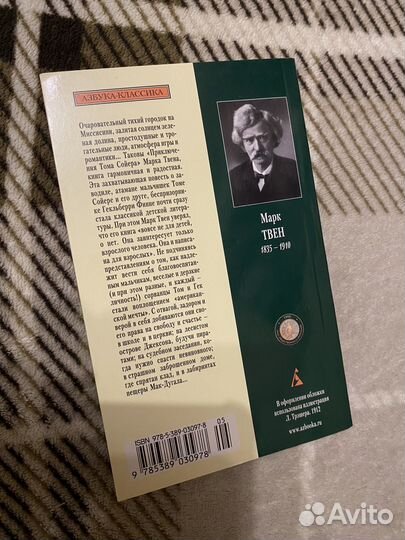 АЗБУКА-КЛАССИКА
Очаровательный тихий городок на
Миссисипи, залитая солнцем зеле-
ная долина, простодушные и тро-
гательные люди, атмосфера игры и
романтики... Таковы «Приключе-
ния Тома Сойера» Марка Твена,
книга гармоничная и радостная.
Эта захватывающая повесть о за-
водиле, атамане мальчишек Томе
Сойере и его друге, беспризорни-
ке Гекльберри Финне почти сразу
стала классикой детской литерату-
ры. При этом Марк Твен уверял,
что его книга «вовсе не для детей,
она заинтересует только
взрослого человека. Она и написа-
на для взрослых». Не подчиняясь
представлениям о том, как надле-
жит вести себя благовоспитан-
ным мальчикам, веселые и дерзкие
(и при этом разные, и каждый –
личность!) сорванцы Том и Гек
стали воплощением «американ-
ской мечты». С отвагой, задором и
верой в себя добиваются они сво-
его права на свободу и счастье –
в школе и в церкви; на лесистом
острове Джексона, будучи пира-
тами; на судебном заседании, ко-
гда нужно спасти невиновного;
в страшном заброшенном доме,
где спрятан клад, и в лабиринтах
пещеры Мак-Дугала...
Марк
ТВЕН
1835 – 1910
В оформлении обложки
использована иллюстрация
Л. Трэвера. 1912
www.azbooka.ru
ISBN 978-5-389-03097-8
05
9 785389 030978
Avito